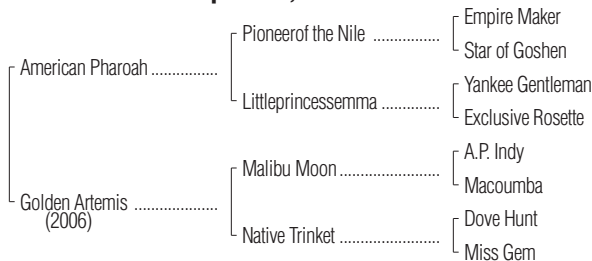 Pioneerof the Nile ................ Empire Maker
Star of Goshen
American Pharoah ................
Littleprincessemma .............. Yankee Gentleman
Exclusive Rosette
Malibu Moon ........................ A.P. Indy
Macoumba
Golden Artemis ....................
(2006)
Native Trinket ........................ Dove Hunt
Miss Gem